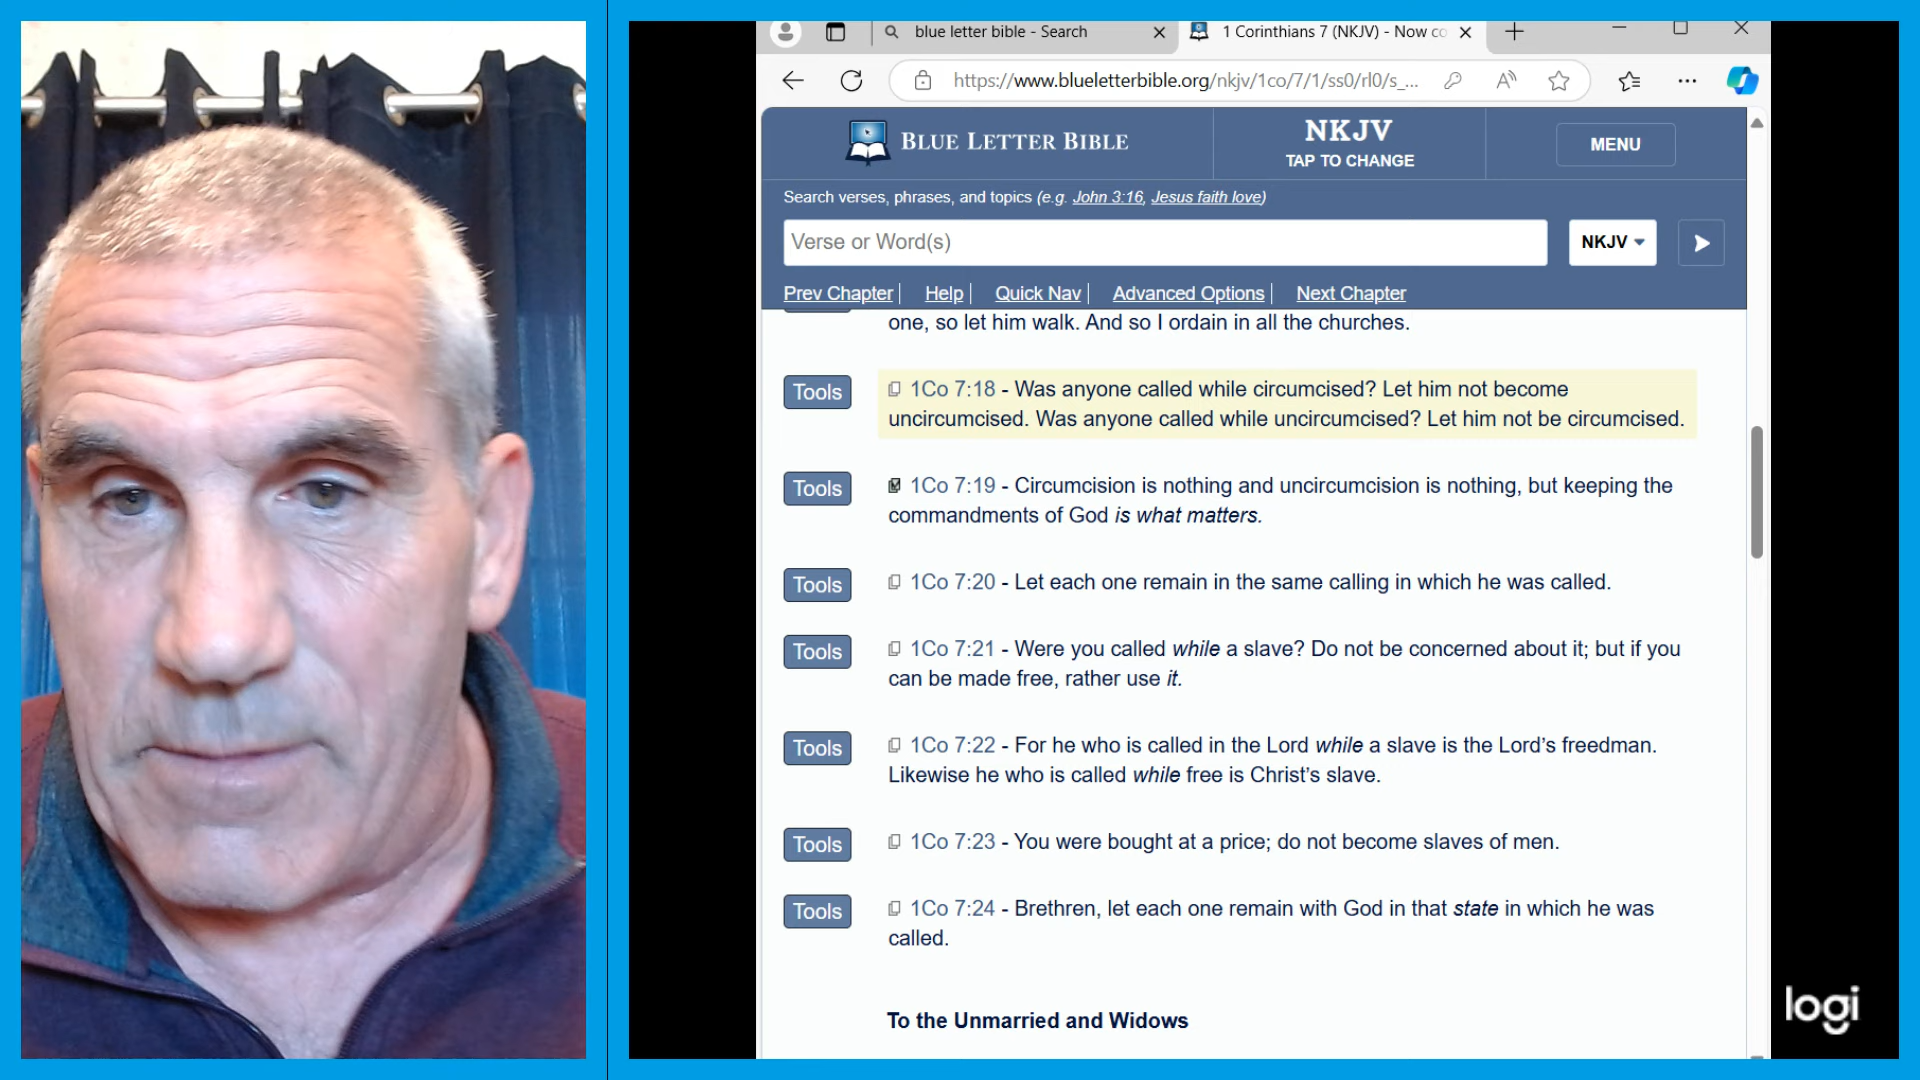 blue letter bible - Search
1 Corinthians 7 (NKJV) - Now co
https://www.blueletterbible.org/nkjv/1co/7/1/ss0/rl0/s_...
BLUE LETTER BIBLE
NKJV
TAP TO CHANGE
MENU
Search verses, phrases, and topics (e.g. John 3:16, Jesus faith love)
Verse or Word(s)
NKJV
Prev Chapter | Help | Quick Nav | Advanced Options | Next Chapter
one, so let him walk. And so I ordain in all the churches.
Tools
1Co 7:18 - Was anyone called while circumcised? Let him not become
uncircumcised. Was anyone called while uncircumcised? Let him not be circumcised.
Tools
1Co 7:19 - Circumcision is nothing and uncircumcision is nothing, but keeping the
commandments of God is what matters.
Tools
1Co 7:20 - Let each one remain in the same calling in which he was called.
Tools
1Co 7:21 - Were you called while a slave? Do not be concerned about it; but if you
can be made free, rather use it.
Tools
1Co 7:22 - For he who is called in the Lord while a slave is the Lord's freedman.
Likewise he who is called while free is Christ's slave.
Tools
1Co 7:23 - You were bought at a price; do not become slaves of men.
Tools
1Co 7:24 - Brethren, let each one remain with God in that state in which he was
called.
To the Unmarried and Widows
logi